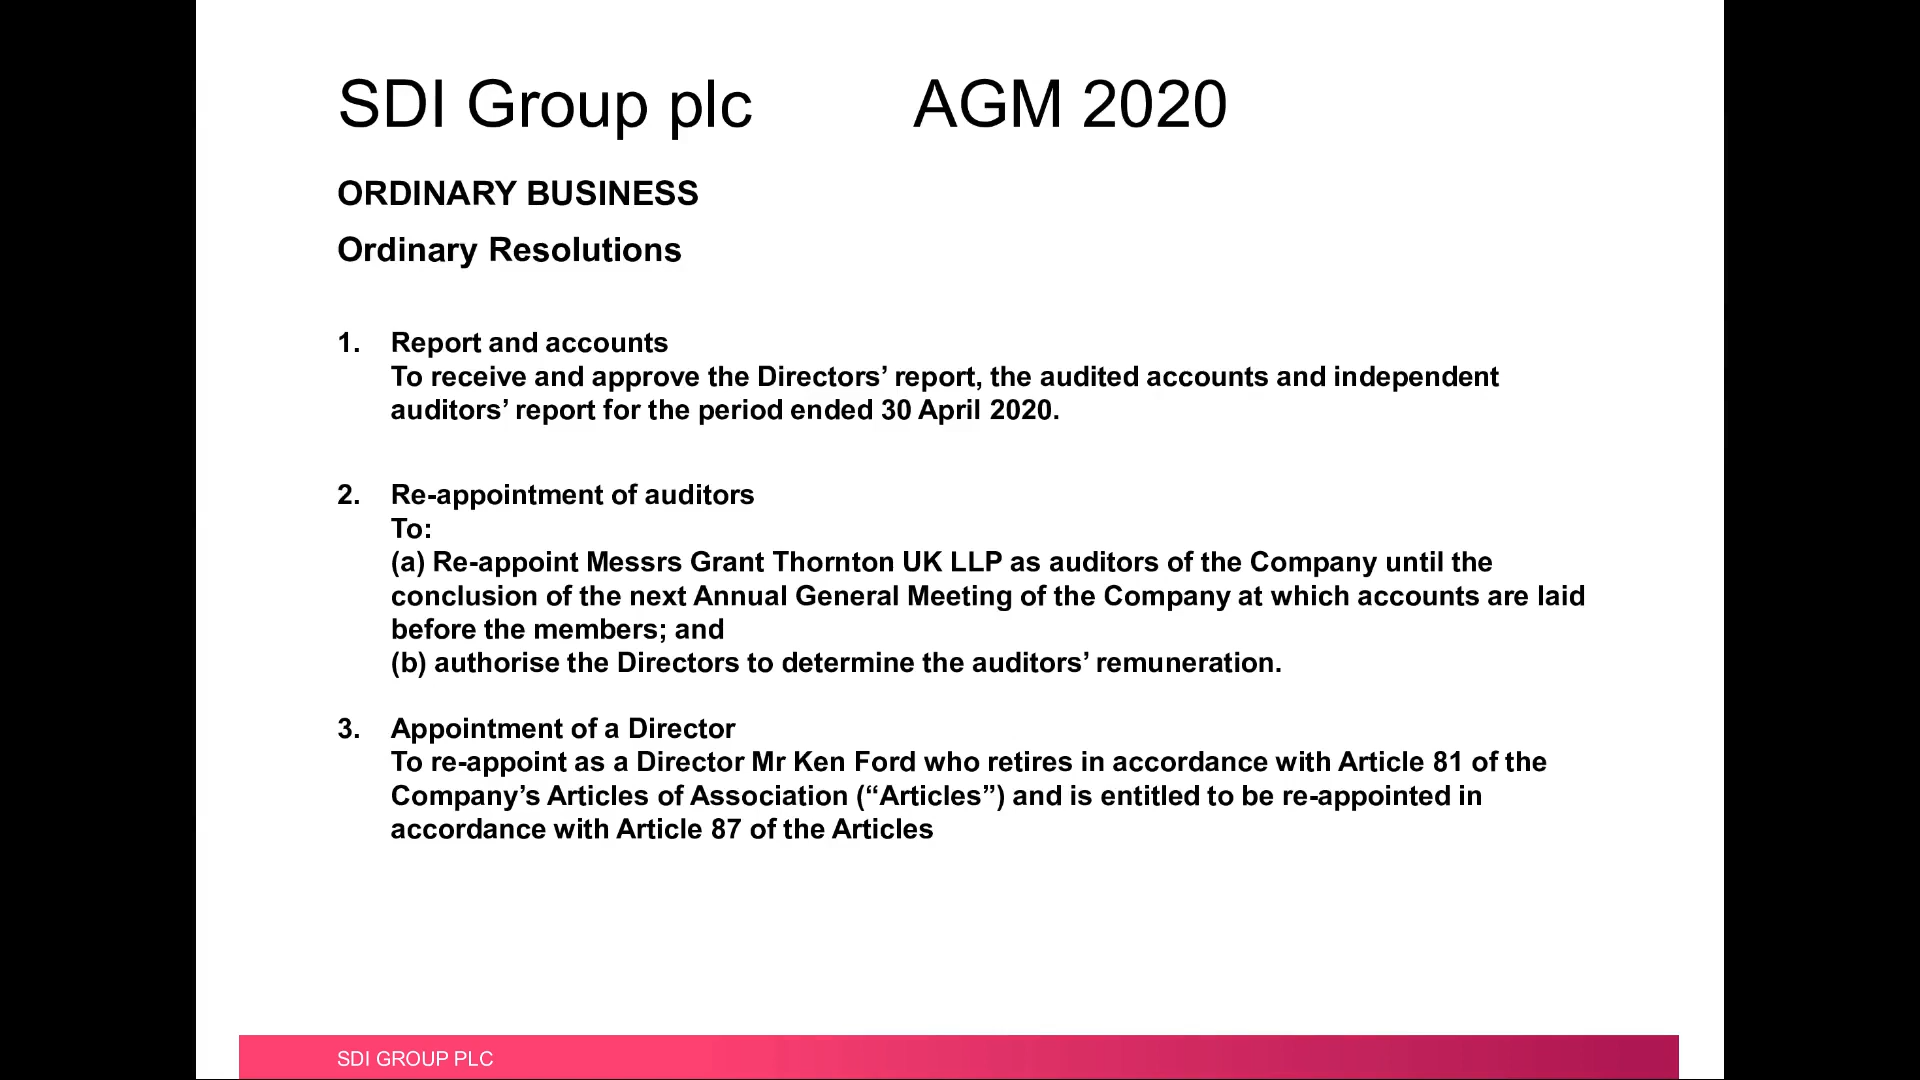 SDI Group plc AGM 2020
ORDINARY BUSINESS
Ordinary Resolutions
1. Report and accounts
To receive and approve the Directors’ report, the audited accounts and independent
auditors’ report for the period ended 30 April 2020.
2. Re-appointment of auditors
To:
(a) Re-appoint Messrs Grant Thornton UK LLP as auditors of the Company until the
conclusion of the next Annual General Meeting of the Company at which accounts are laid
before the members; and
(b) authorise the Directors to determine the auditors’ remuneration.
3. Appointment of a Director
To re-appoint as a Director Mr Ken Ford who retires in accordance with Article 81 of the
Company’s Articles of Association (“Articles”) and is entitled to be re-appointed in
accordance with Article 87 of the Articles
SDI GROUP PLC